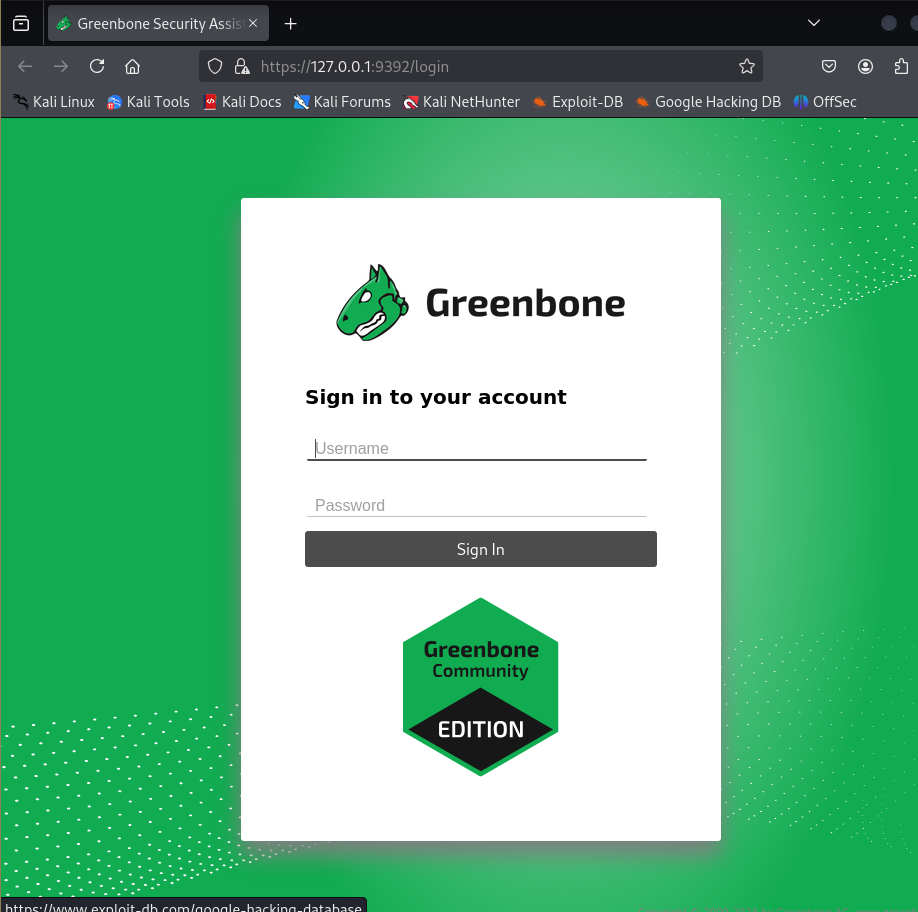 Greenbone Security Assis
https://127.0.0.1:9392/login
Kali Linux Kali Tools Kali Docs Kali Forums Kali NetHunter Exploit-DB Google Hacking DB OffSec
Greenbone
Sign in to your account
Username
Password
Sign In
Greenbone
Community
EDITION
https://www.exploit-db.com/google-hacking-database